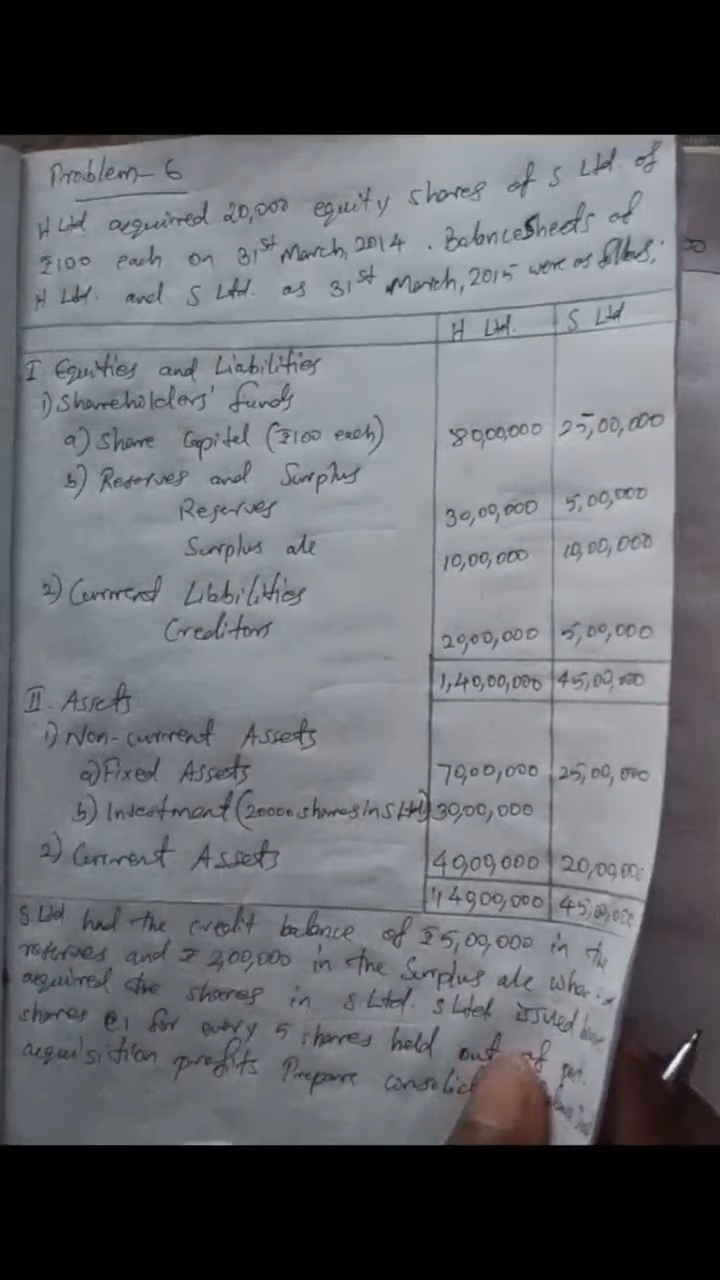 Problem-6
H Ltd acquired 20,000 equity shares of S Ltd. of
₹100 each on 31st March, 2014. Balancesheets of
H Ltd. and S Ltd. as 31st March, 2015 were as follows;
H Ltd. S Ltd
I Equities and Liabilities
1) Shareholders' funds
a) Share Capital (₹100 each) 80,00,000 25,00,000
b) Reserves and Surplus
Reserves 30,00,000 5,00,000
Surplus a/c 10,00,000 10,00,000
2) Current Liabilities
Creditors 20,00,000 5,00,000
1,40,00,000 45,00,000
II. Assets
1) Non-current Assets
a) Fixed Assets 70,00,000 25,00,000
b) Investment (20000 shares in S Ltd) 30,00,000
2) Current Assets 40,00,000 20,00,000
1,4900,000 45,00,000
S Ltd. had the credit balance of ₹5,00,000 in the
reserves and ₹ 2,00,000 in the Surplus a/c
acquired the shares in S Ltd. S Ltd issued
shares @1 for every 5 shares held out of
acquisition profits Prepare